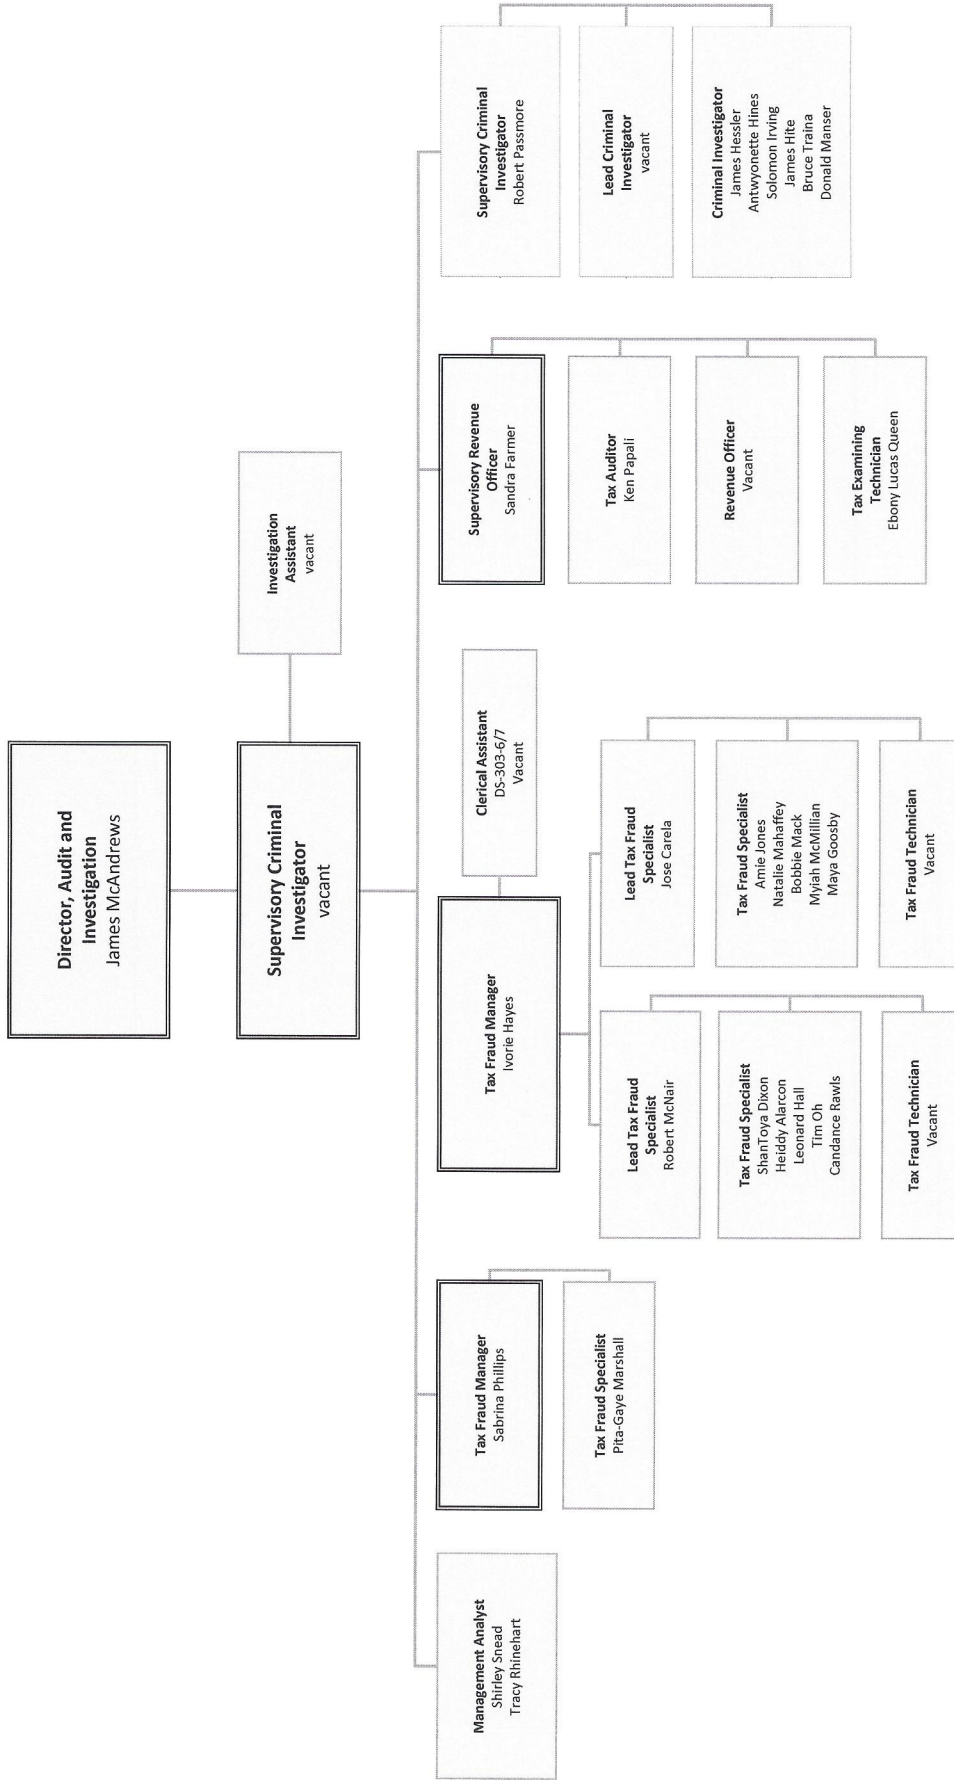 Director, Audit and
Investigation
James McAndrews
Supervisory Criminal
Investigator
vacant
Investigation
Assistant
vacant
Management Analyst
Shirley Snead
Tracy Rhinehart
Tax Fraud Manager
Sabrina Phillips
Tax Fraud Specialist
Pita-Gaye Marshall
Tax Fraud Manager
Ivorie Hayes
Clerical Assistant
DS-303-6/7
Vacant
Lead Tax Fraud
Specialist
Robert McNair
Tax Fraud Specialist
ShanToya Dixon
Heiddy Alarcon
Leonard Hall
Tim Oh
Candance Rawls
Tax Fraud Technician
Vacant
Lead Tax Fraud
Specialist
Jose Carela
Tax Fraud Specialist
Amie Jones
Natalie Mahaffey
Bobbie Mack
Myiah McMillian
Maya Goosby
Tax Fraud Technician
Vacant
Supervisory Revenue
Officer
Sandra Farmer
Tax Auditor
Ken Papali
Revenue Officer
Vacant
Tax Examining
Technician
Ebony Lucas Queen
Supervisory Criminal
Investigator
Robert Passmore
Lead Criminal
Investigator
vacant
Criminal Investigator
James Hessler
Antwyonette Hines
Solomon Irving
James Hite
Bruce Traina
Donald Manser